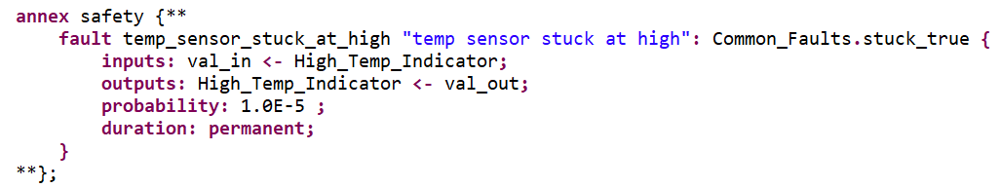 annex safety {**
    fault temp_sensor_stuck_at_high "temp sensor stuck at high": Common_Faults.stuck_true {
        inputs: val_in <- High_Temp_Indicator;
        outputs: High_Temp_Indicator <- val_out;
        probability: 1.0E-5 ;
        duration: permanent;
    }
**};